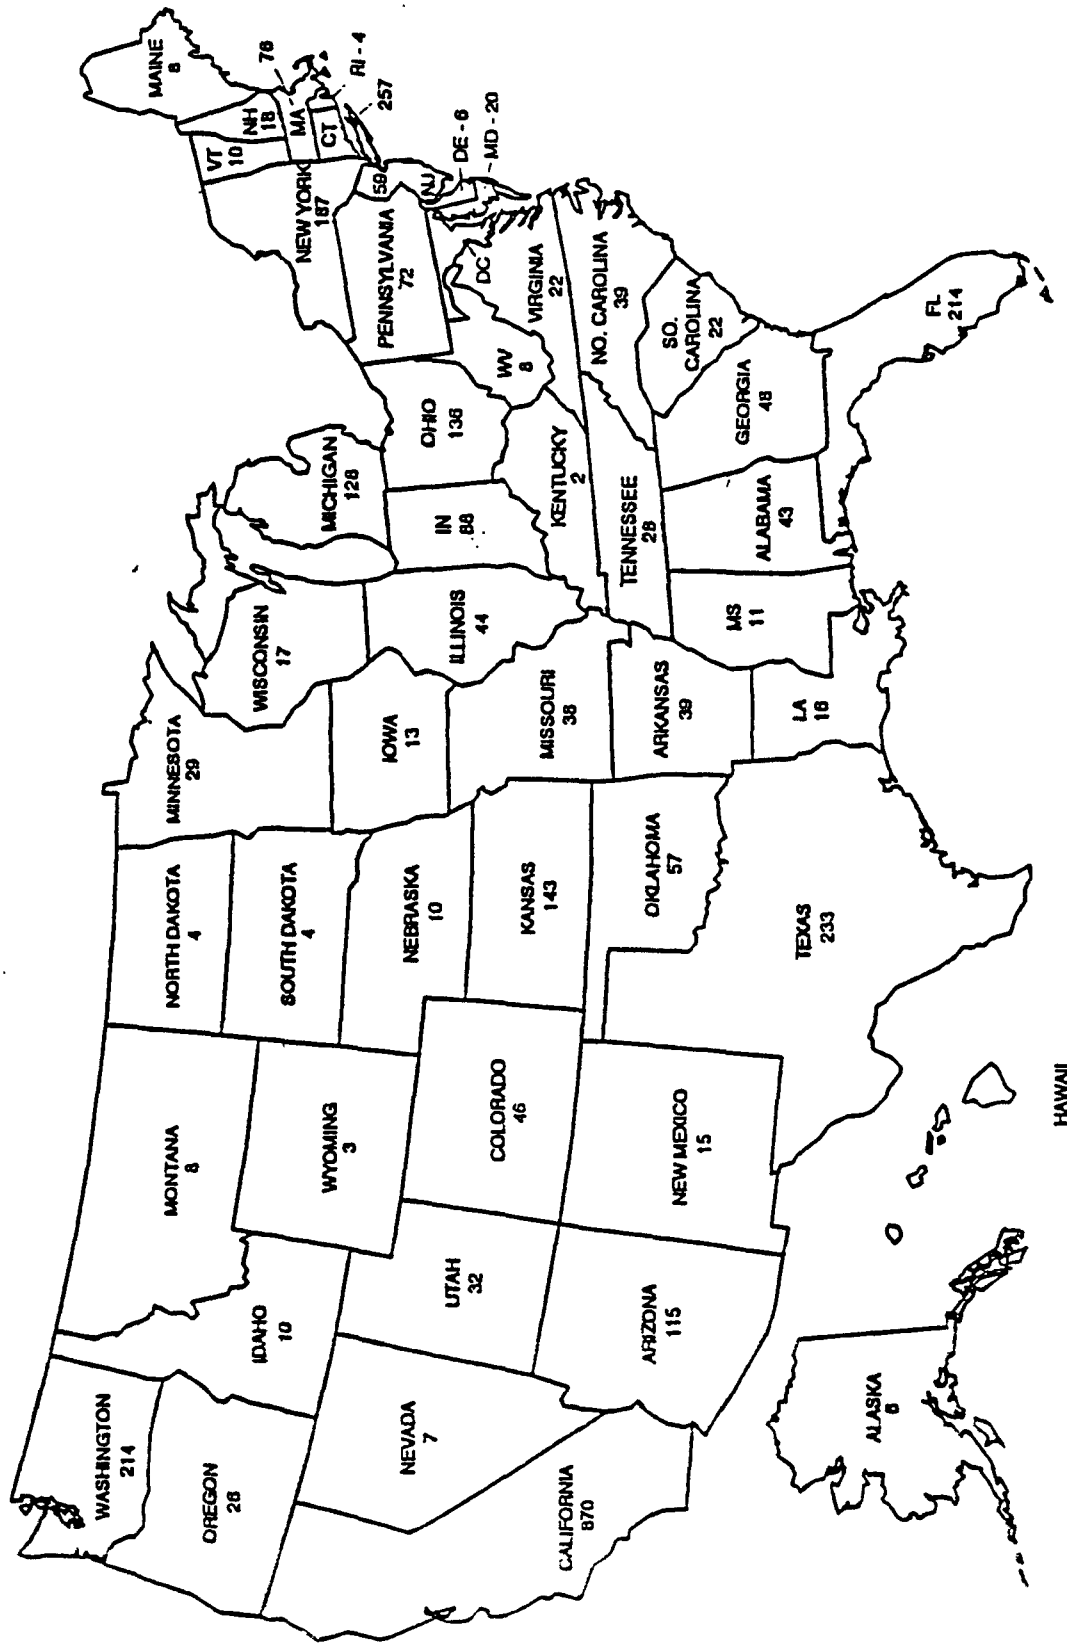 WASHINGTON
214
OREGON
26
CALIFORNIA
870
NEVADA
7
IDAHO
10
MONTANA
8
WYOMING
3
UTAH
32
ARIZONA
115
COLORADO
46
NEW MEXICO
15
NORTH DAKOTA
4
SOUTH DAKOTA
4
NEBRASKA
10
KANSAS
143
OKLAHOMA
57
TEXAS
233
MINNESOTA
29
IOWA
13
MISSOURI
38
ARKANSAS
39
LA
16
WISCONSIN
17
ILLINOIS
44
MICHIGAN
128
IN
88
OHIO
136
KENTUCKY
2
TENNESSEE
28
MS
11
ALABAMA
43
GEORGIA
48
FL
214
SO.
CAROLINA
22
NO. CAROLINA
39
VIRGINIA
22
WV
8
DC
PENNSYLVANIA
72
NEW YORK
187
VT
10
NH
18
MAINE
8
76
MA
CT
RI - 4
257
59
NJ
DE - 6
MD - 20
ALASKA
6
HAWAII